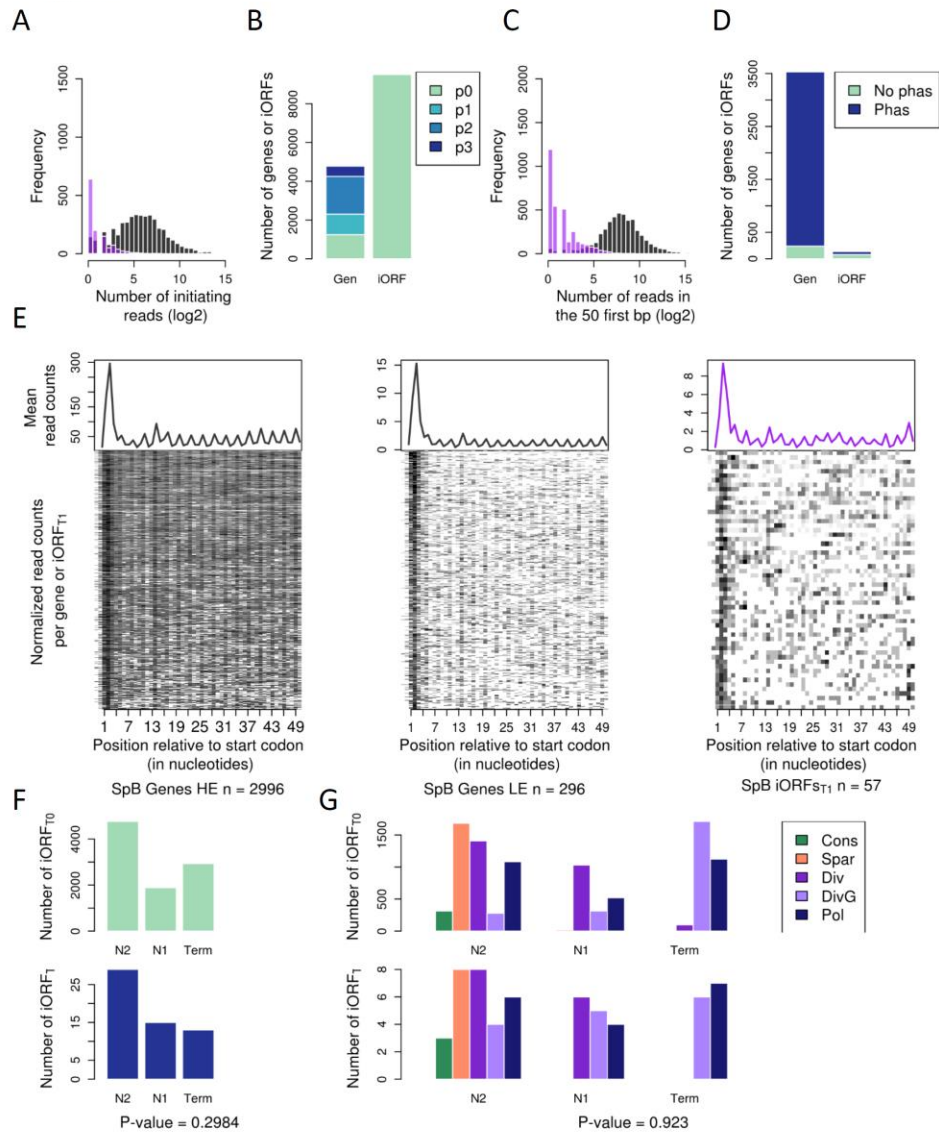 A
B
C
D
1500
1000
500
0
Frequency
0 5 10 15
Number of initiating
reads (log2)
8000
6000
4000
2000
0
Number of genes or iORFs
Gen iORF
p0
p1
p2
p3
2000
1500
1000
500
0
Frequency
0 5 10 15
Number of reads in
the 50 first bp (log2)
3500
2500
1500
500
0
Number of genes or iORFs
Gen iORF
No phas
Phas
E
Mean
read counts
300
150
50
15
10
5
0
8
6
4
2
0
Normalized read counts
per gene or iORFT1
1 7 13 19 25 31 37 43 49
Position relative to start codon
(in nucleotides)
SpB Genes HE n = 2996
1 7 13 19 25 31 37 43 49
Position relative to start codon
(in nucleotides)
SpB Genes LE n = 296
1 7 13 19 25 31 37 43 49
Position relative to start codon
(in nucleotides)
SpB iORFsT1 n = 57
F
Number of iORFT0
4000
2000
0
N2 N1 Term
Number of iORFT1
25
15
5
0
N2 N1 Term
P-value = 0.2984
G
Number of iORFT0
1500
500
0
N2 N1 Term
Cons
Spar
Div
DivG
Pol
Number of iORFT1
8
6
4
2
0
N2 N1 Term
P-value = 0.923